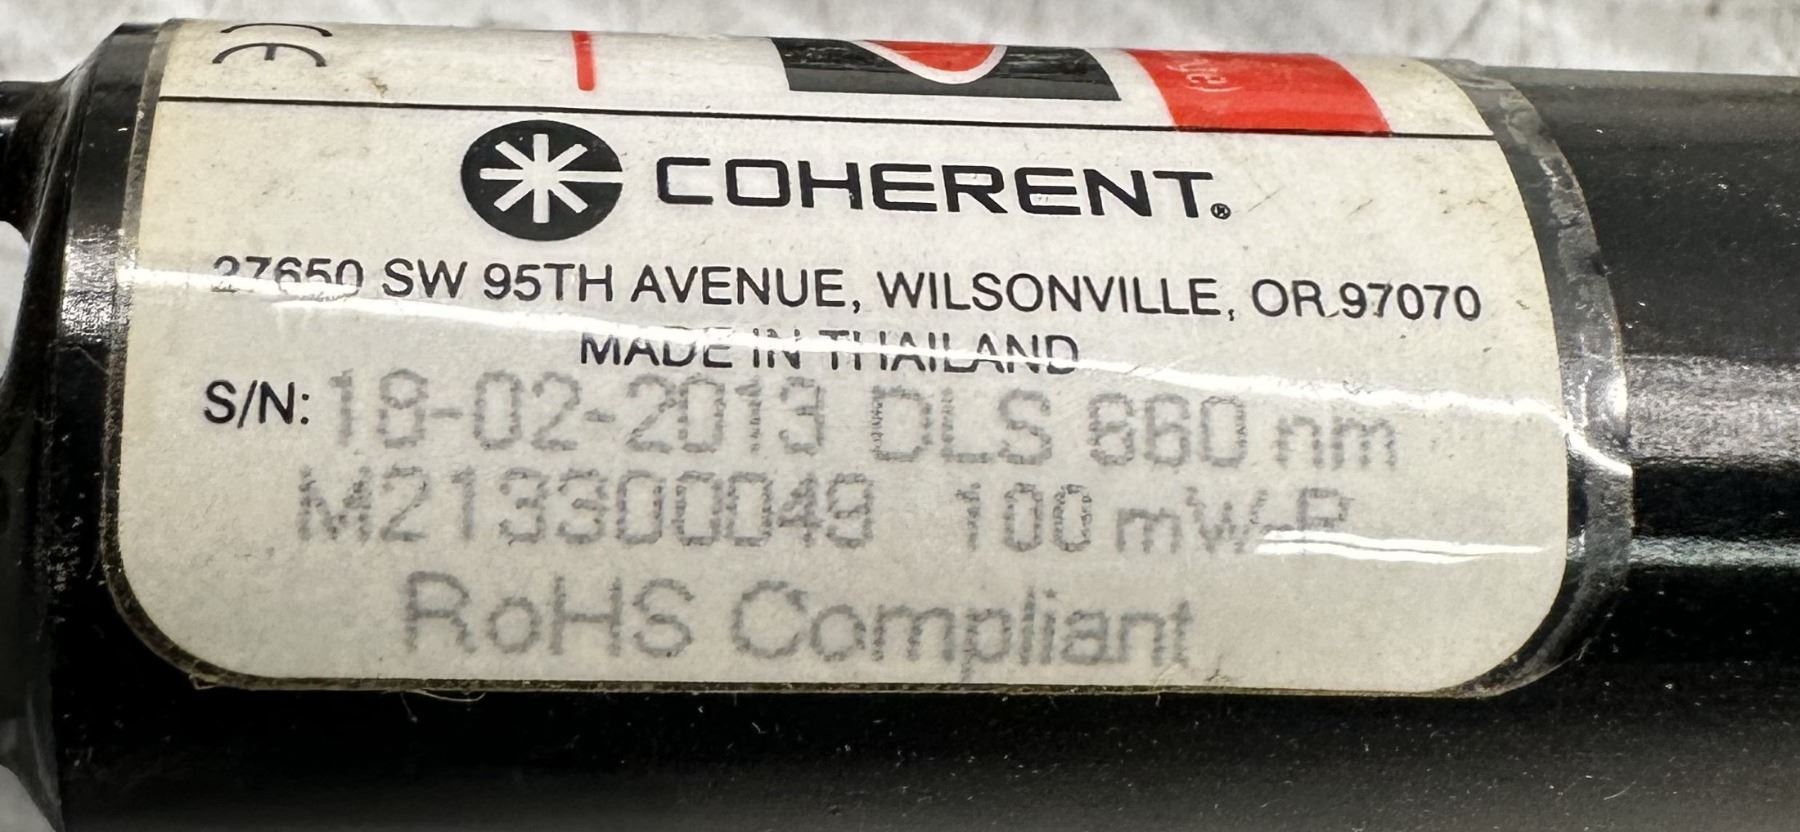 CE
COHERENT®
27650 SW 95TH AVENUE, WILSONVILLE, OR 97070
MADE IN THAILAND
S/N: 18-02-2013 DLS 660 nm
M213300049 100 mW-R
RoHS Compliant